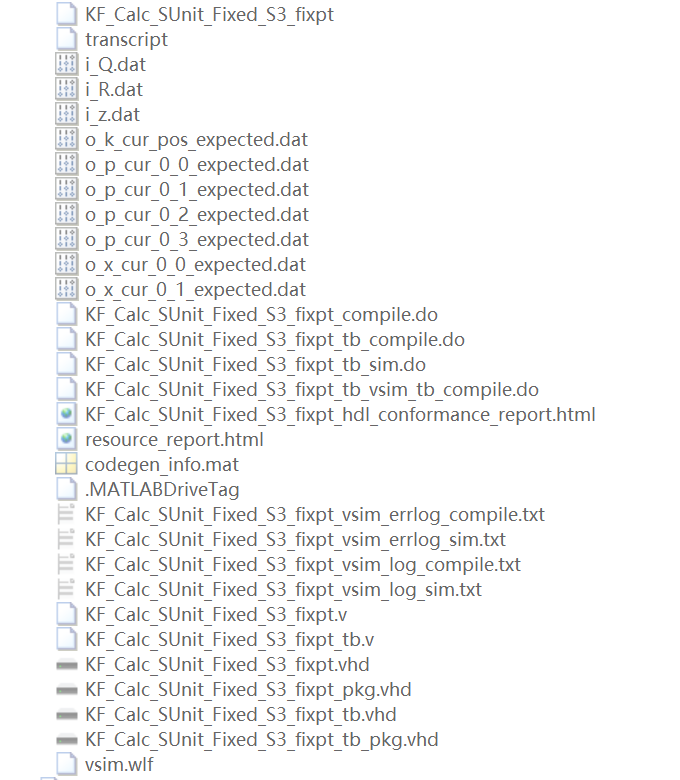 KF_Calc_SUnit_Fixed_S3_fixpt
transcript
i_Q.dat
i_R.dat
i_z.dat
o_k_cur_pos_expected.dat
o_p_cur_0_0_expected.dat
o_p_cur_0_1_expected.dat
o_p_cur_0_2_expected.dat
o_p_cur_0_3_expected.dat
o_x_cur_0_0_expected.dat
o_x_cur_0_1_expected.dat
KF_Calc_SUnit_Fixed_S3_fixpt_compile.do
KF_Calc_SUnit_Fixed_S3_fixpt_tb_compile.do
KF_Calc_SUnit_Fixed_S3_fixpt_tb_sim.do
KF_Calc_SUnit_Fixed_S3_fixpt_tb_vsim_tb_compile.do
KF_Calc_SUnit_Fixed_S3_fixpt_hdl_conformance_report.html
resource_report.html
codegen_info.mat
.MATLABDriveTag
KF_Calc_SUnit_Fixed_S3_fixpt_vsim_errlog_compile.txt
KF_Calc_SUnit_Fixed_S3_fixpt_vsim_errlog_sim.txt
KF_Calc_SUnit_Fixed_S3_fixpt_vsim_log_compile.txt
KF_Calc_SUnit_Fixed_S3_fixpt_vsim_log_sim.txt
KF_Calc_SUnit_Fixed_S3_fixpt.v
KF_Calc_SUnit_Fixed_S3_fixpt_tb.v
KF_Calc_SUnit_Fixed_S3_fixpt.vhd
KF_Calc_SUnit_Fixed_S3_fixpt_pkg.vhd
KF_Calc_SUnit_Fixed_S3_fixpt_tb.vhd
KF_Calc_SUnit_Fixed_S3_fixpt_tb_pkg.vhd
vsim.wlf